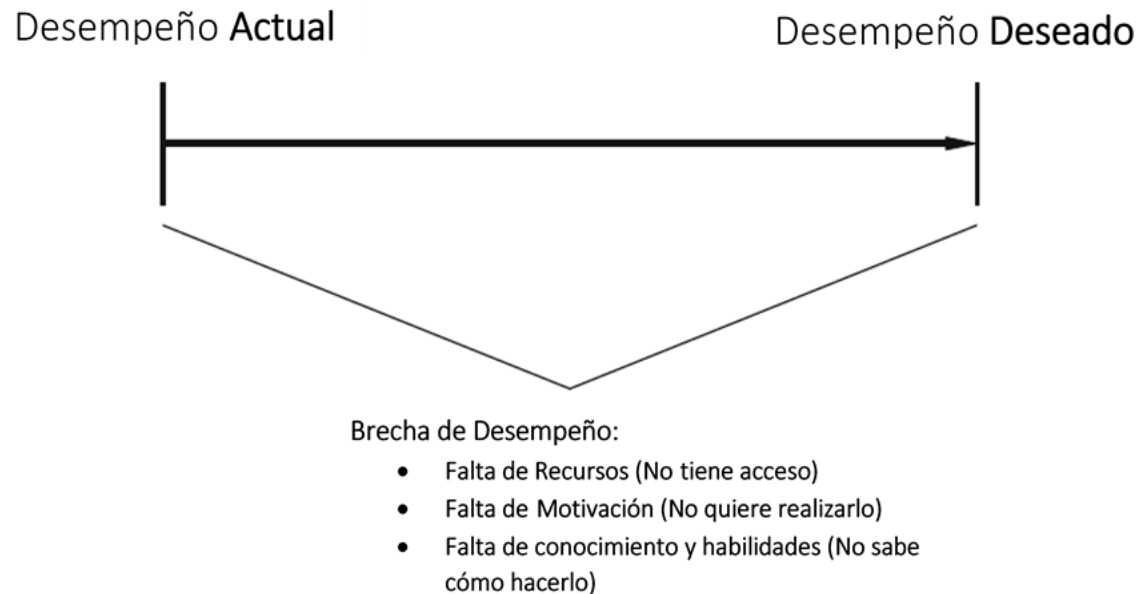 Desempeño Actual
Desempeño Deseado
Brecha de Desempeño:
• Falta de Recursos (No tiene acceso)
• Falta de Motivación (No quiere realizarlo)
• Falta de conocimiento y habilidades (No sabe
cómo hacerlo)